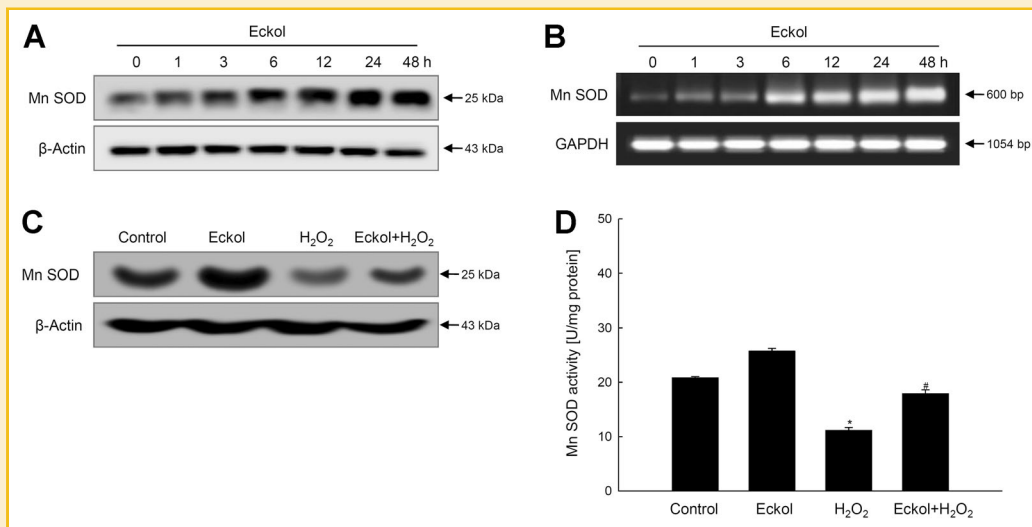 A
Eckol
0 1 3 6 12 24 48 h
Mn SOD
25 kDa
β-Actin
43 kDa
B
Eckol
0 1 3 6 12 24 48 h
Mn SOD
600 bp
GAPDH
1054 bp
C
Control Eckol H₂O₂ Eckol+H₂O₂
Mn SOD
25 kDa
β-Actin
43 kDa
D
Mn SOD activity [U/mg protein]
50
40
30
20
10
0
*
#
Control Eckol H₂O₂ Eckol+H₂O₂